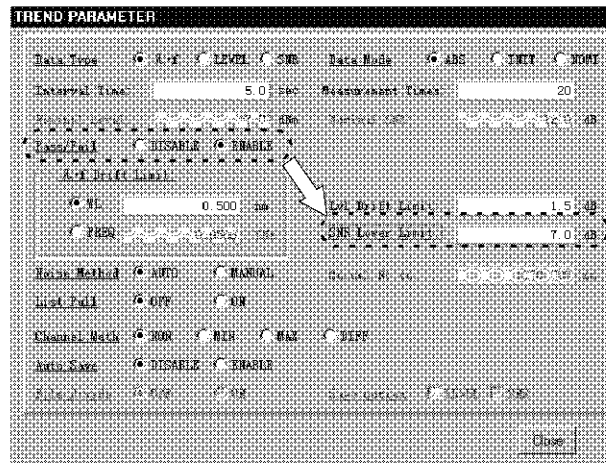 TREND PARAMETER
Data Type λ/f LEVEL SNR Data Mode ABS INIT NOMI
Interval Time 5.0 sec Measurement Times 20
Pass/Fail DISABLE ENABLE
λ/f Drift Limit
WL 0.500 nm Lvl Drift Limit 1.5 dB
FREQ SNR Lower Limit 7.0 dB
Noise Method AUTO MANUAL
List Full OFF ON
Channel Math NON MIN MAX DIFF
Auto Save DISABLE ENABLE
Close